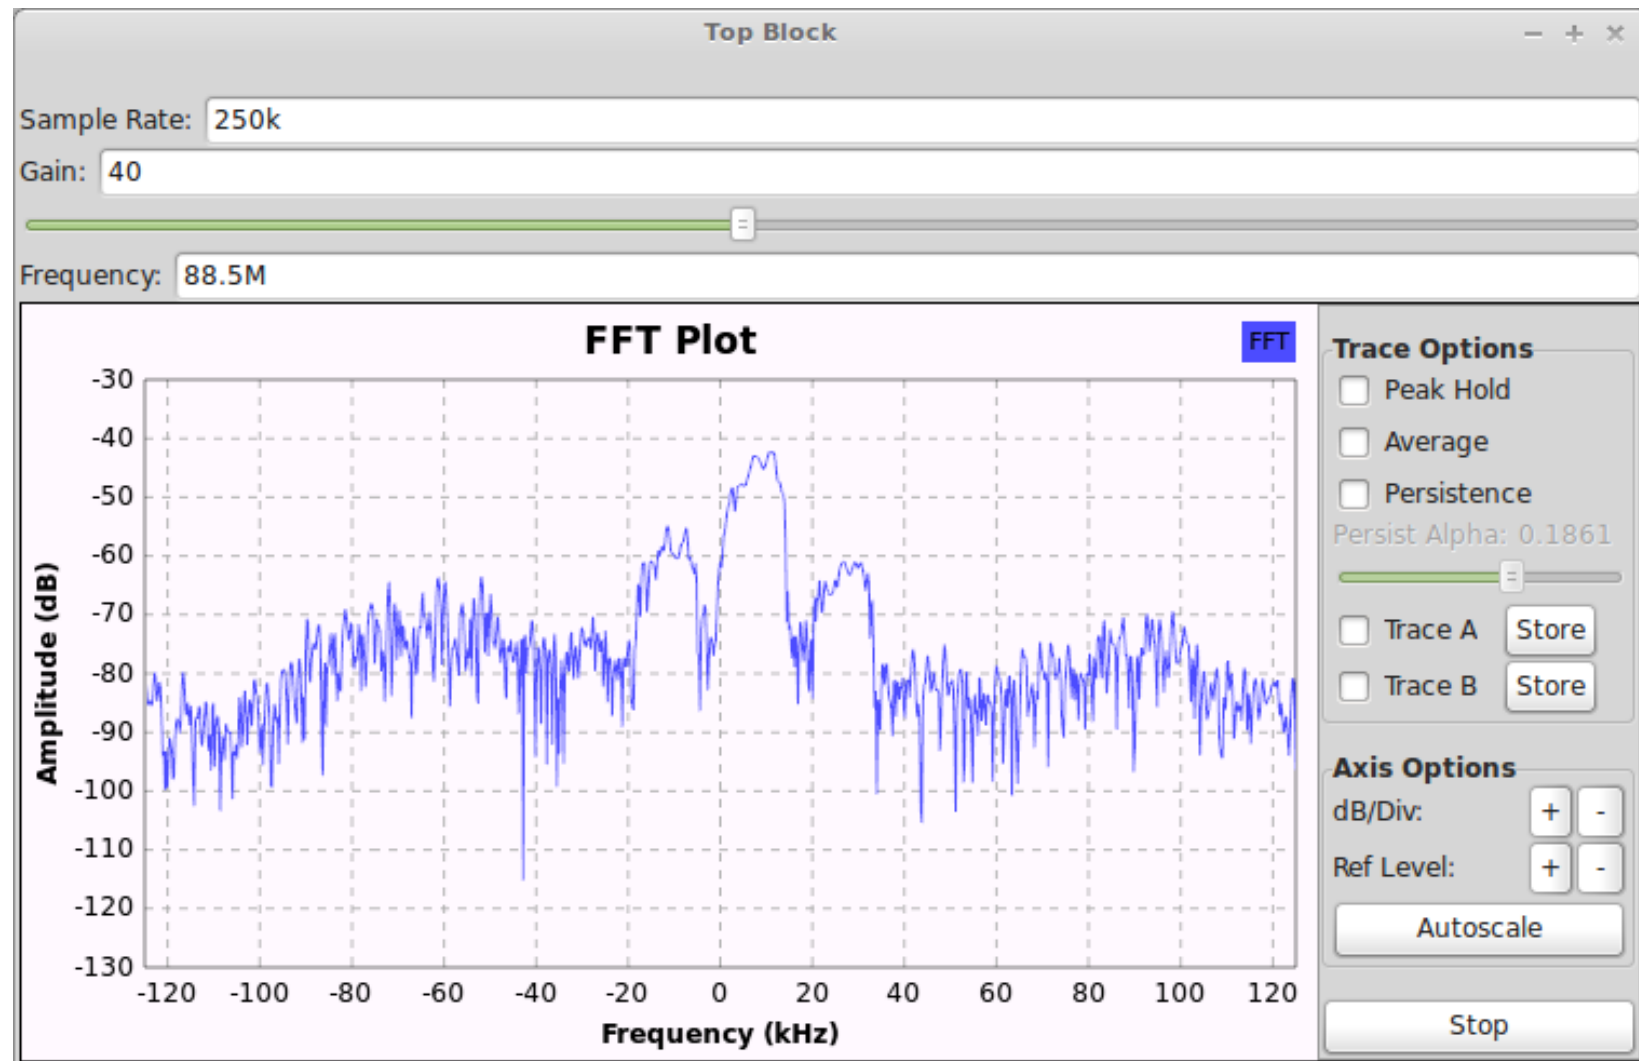 Top Block
Sample Rate: 250k
Gain: 40
Frequency: 88.5M
FFT Plot
FFT
-30
-40
-50
-60
-70
-80
-90
-100
-110
-120
-130
Amplitude (dB)
-120 -100 -80 -60 -40 -20 0 20 40 60 80 100 120
Frequency (kHz)
Trace Options
Peak Hold
Average
Persistence
Persist Alpha: 0.1861
Trace A Store
Trace B Store
Axis Options
dB/Div: + -
Ref Level: + -
Autoscale
Stop